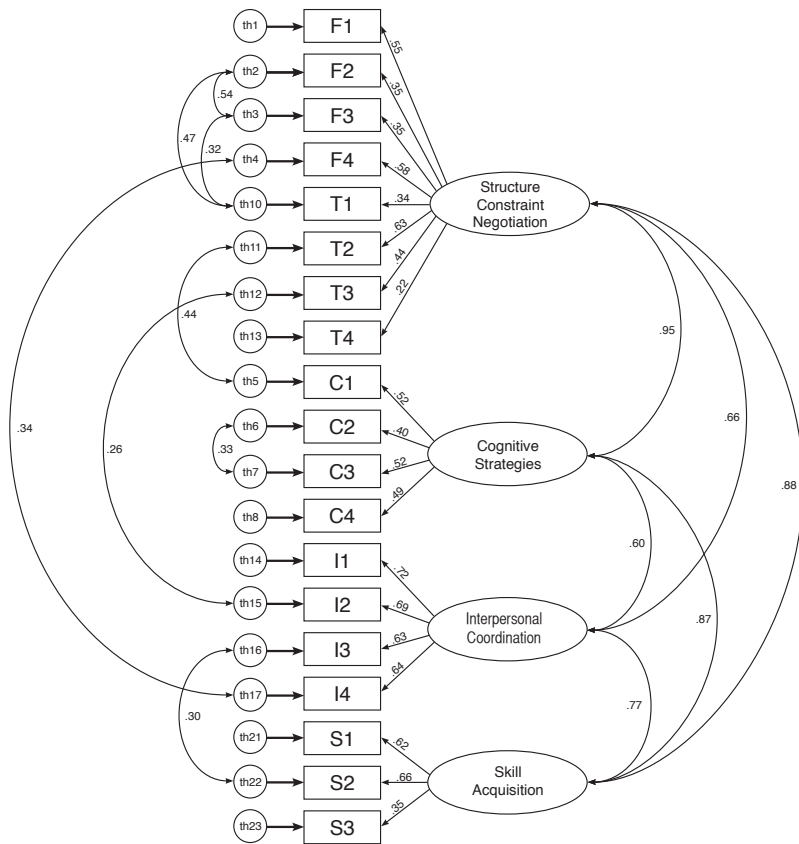 th1
F1
.55
th2
F2
.35
.54
th3
F3
.35
.47
.32
th4
F4
.58
Structure
Constraint
Negotiation
th10
T1
.34
th11
T2
.63
th12
T3
.44
.44
th13
T4
.22
.95
th5
C1
.52
th6
C2
.40
.66
.34
.26
.33
Cognitive
Strategies
th7
C3
.52
.88
th8
C4
.49
.60
th14
I1
.72
th15
I2
.69
Interpersonal
Coordination
.87
th16
I3
.63
th17
I4
.64
.30
.77
th21
S1
.62
th22
S2
.66
Skill
Acquisition
th23
S3
.35